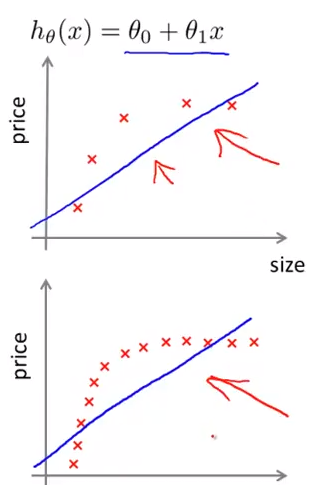 hθ(x) = θ0 + θ1x
price
size
price